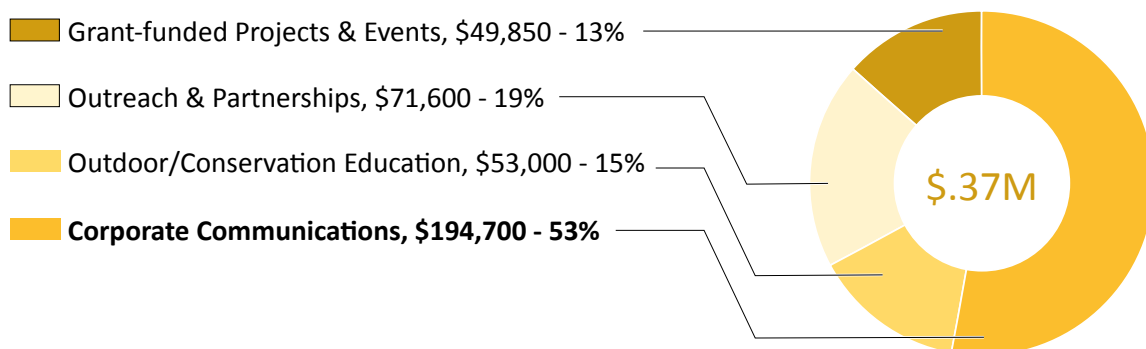 Grant-funded Projects & Events, $49,850 - 13%
Outreach & Partnerships, $71,600 - 19%
Outdoor/Conservation Education, $53,000 - 15%
Corporate Communications, $194,700 - 53%
$.37M